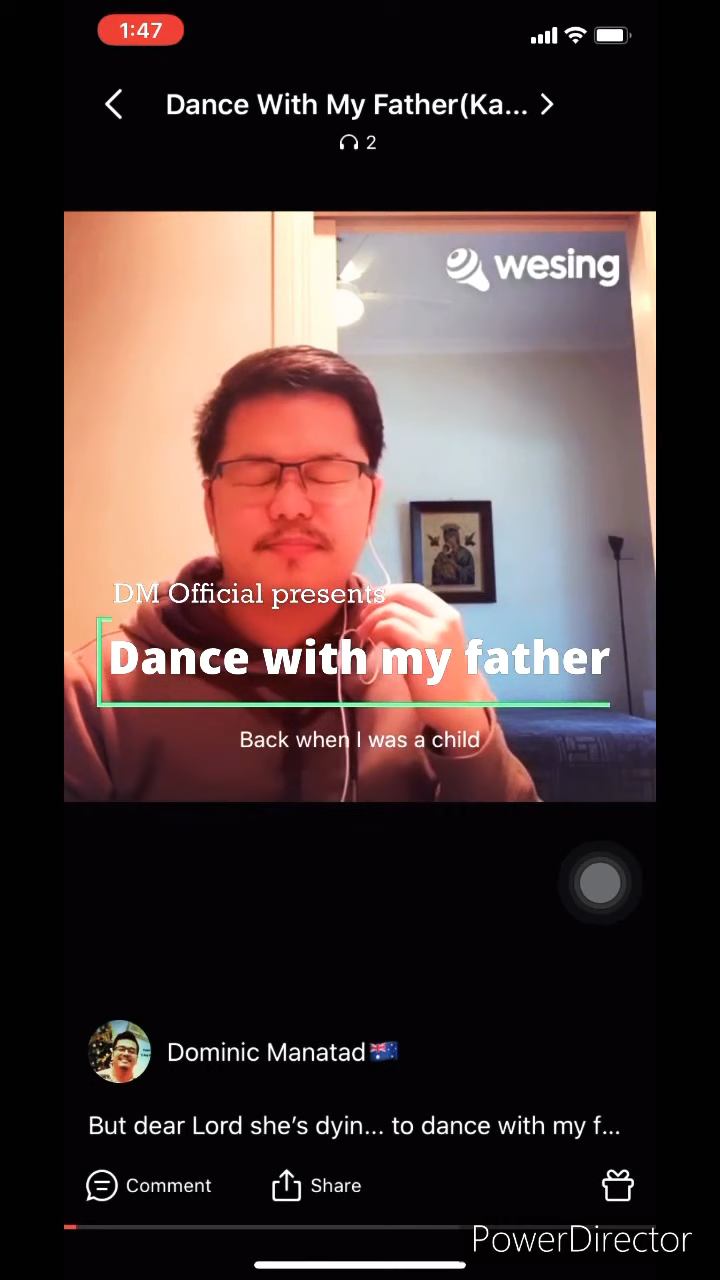 1:47
Dance With My Father(Ka...
2
wesing
DM Official presents
Dance with my father
Back when I was a child
Dominic Manatad
But dear Lord she's dyin... to dance with my f...
Comment
Share
PowerDirector